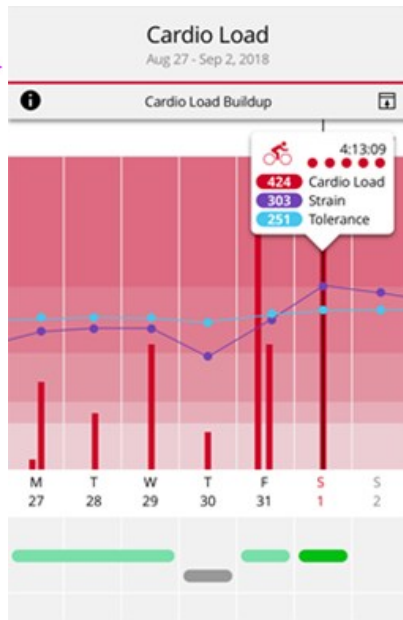 Cardio Load
Aug 27 - Sep 2, 2018
i Cardio Load Buildup
4:13:09
424 Cardio Load
303 Strain
251 Tolerance
M T W T F S S
27 28 29 30 31 1 2